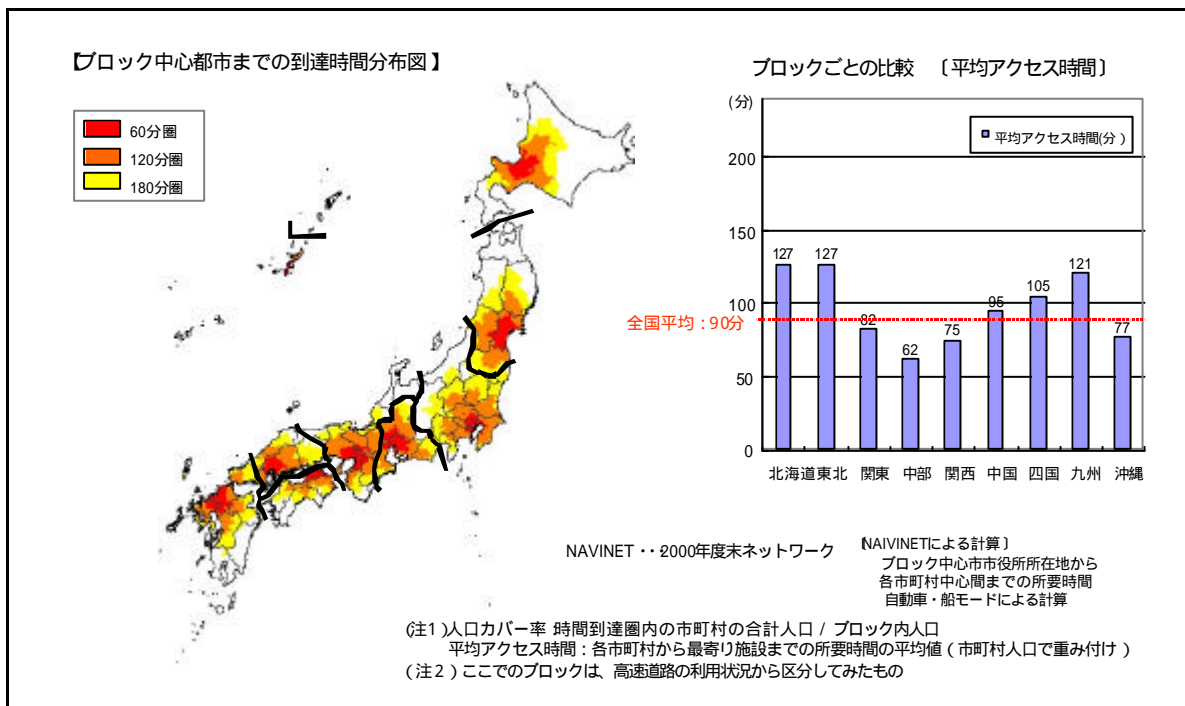 【ブロック中心都市までの到達時間分布図】
60分圏
120分圏
180分圏
ブロックごとの比較 〔平均アクセス時間〕
(分)
平均アクセス時間(分)
200
150
100
50
0
127
127
82
62
75
95
105
121
77
全国平均：90分
北海道 東北 関東 中部 関西 中国 四国 九州 沖縄
NAVINET ・・2000年度末ネットワーク
〔NAIVINETによる計算〕
ブロック中心市市役所所在地から
各市町村中心間までの所要時間
自動車・船モードによる計算
(注1)人口カバー率:時間到達圏内の市町村の合計人口 / ブロック内人口
平均アクセス時間：各市町村から最寄り施設までの所要時間の平均値（市町村人口で重み付け）
(注２) ここでのブロックは、高速道路の利用状況から区分してみたもの